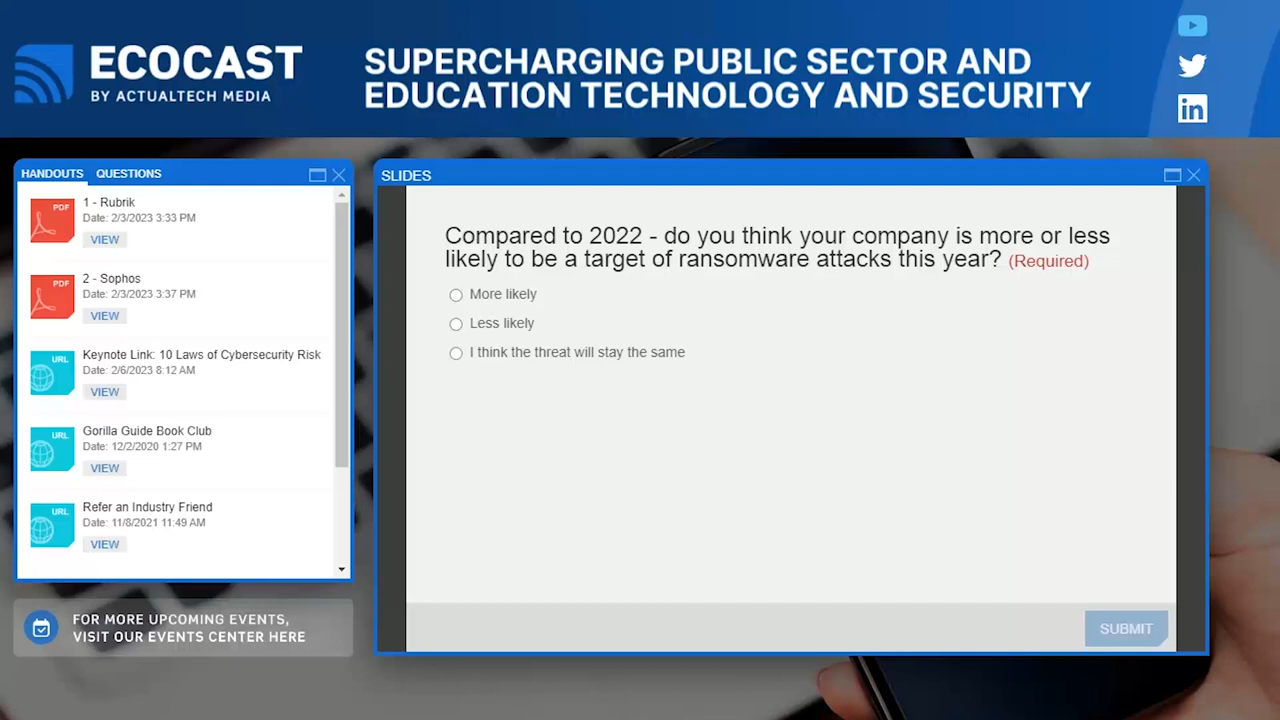 ECOCAST
BY ACTUALTECH MEDIA
SUPERCHARGING PUBLIC SECTOR AND
EDUCATION TECHNOLOGY AND SECURITY
HANDOUTS QUESTIONS
PDF
1 - Rubrik
Date: 2/3/2023 3:33 PM
VIEW
PDF
2 - Sophos
Date: 2/3/2023 3:37 PM
VIEW
URL
Keynote Link: 10 Laws of Cybersecurity Risk
Date: 2/6/2023 8:12 AM
VIEW
URL
Gorilla Guide Book Club
Date: 12/2/2020 1:27 PM
VIEW
URL
Refer an Industry Friend
Date: 11/8/2021 11:49 AM
VIEW
FOR MORE UPCOMING EVENTS,
VISIT OUR EVENTS CENTER HERE
SLIDES
Compared to 2022 - do you think your company is more or less
likely to be a target of ransomware attacks this year? (Required)
More likely
Less likely
I think the threat will stay the same
SUBMIT
in